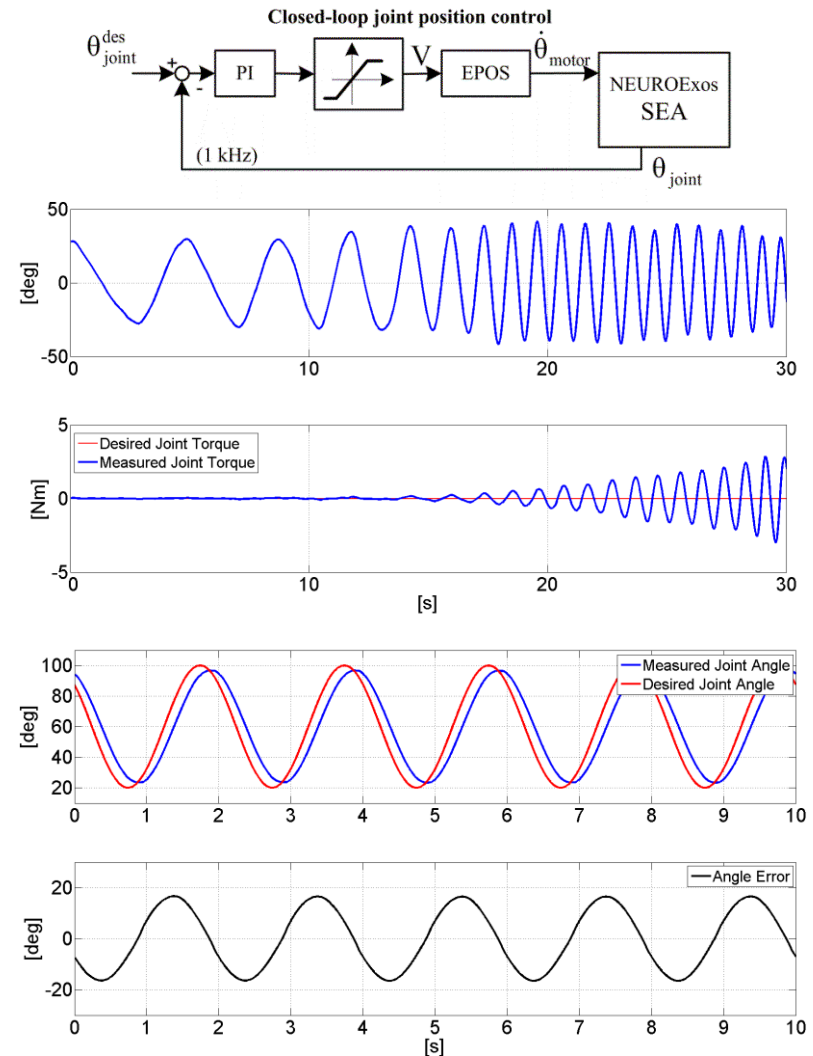 Closed-loop joint position control
θ des joint
+
-
PI
V
EPOS
θ̇ motor
NEUROExos
SEA
(1 kHz)
θ joint
50
0
-50
[deg]
0 10 20 30
5
0
-5
[Nm]
Desired Joint Torque
Measured Joint Torque
0 10 20 30
[s]
100
80
60
40
20
[deg]
Measured Joint Angle
Desired Joint Angle
0 1 2 3 4 5 6 7 8 9 10
20
0
-20
[deg]
Angle Error
0 1 2 3 4 5 6 7 8 9 10
[s]